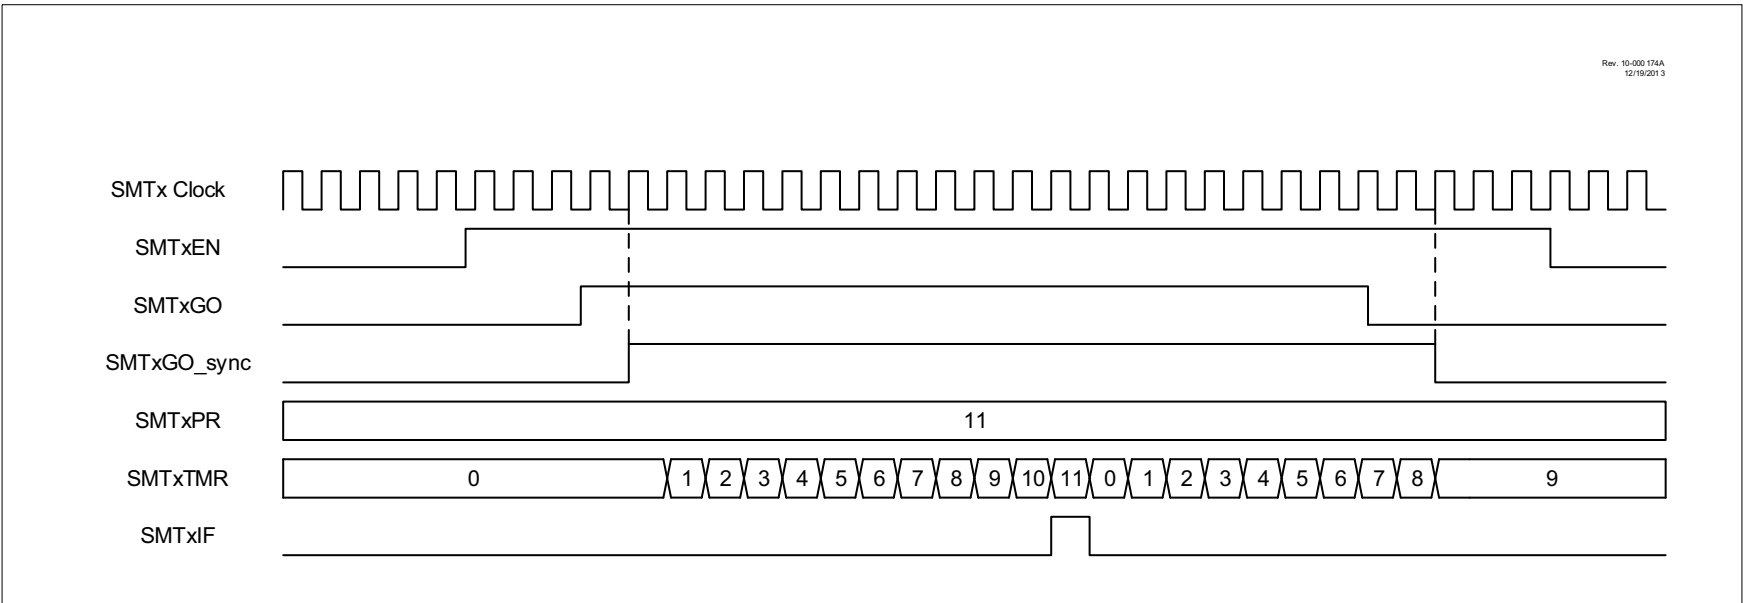 Rev. 10-000 174A
12/19/201 3
SMTx Clock
SMTxEN
SMTxGO
SMTxGO_sync
SMTxPR 11
SMTxTMR 0 1 2 3 4 5 6 7 8 9 10 11 0 1 2 3 4 5 6 7 8 9
SMTxIF